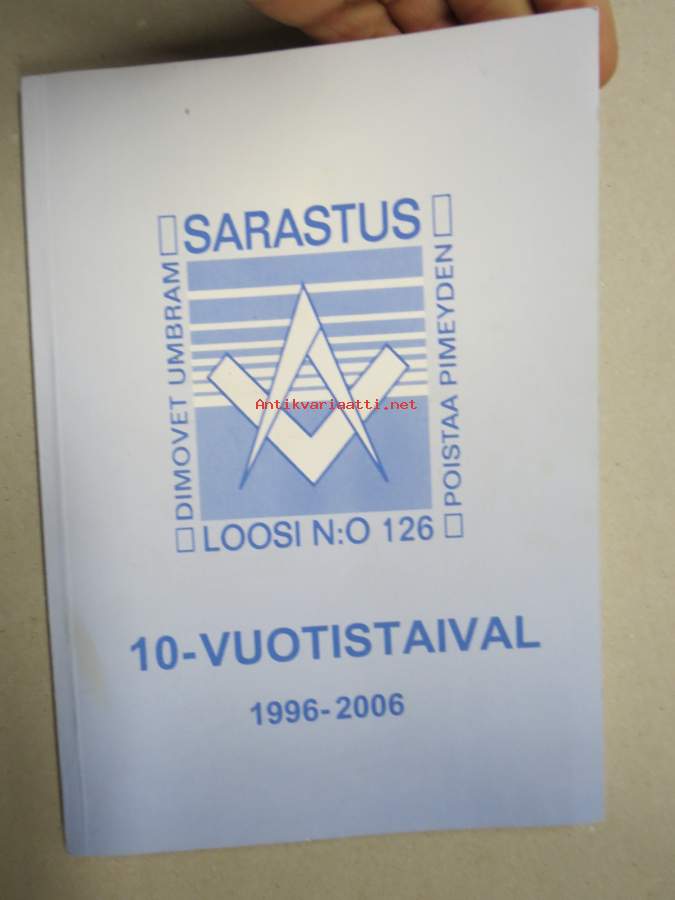 SARASTUS
DIMOVET UMBRAM
POISTAA PIMEYDEN
Antikvariaatti.net
LOOSI N:O 126
10-VUOTISTAIVAL
1996-2006